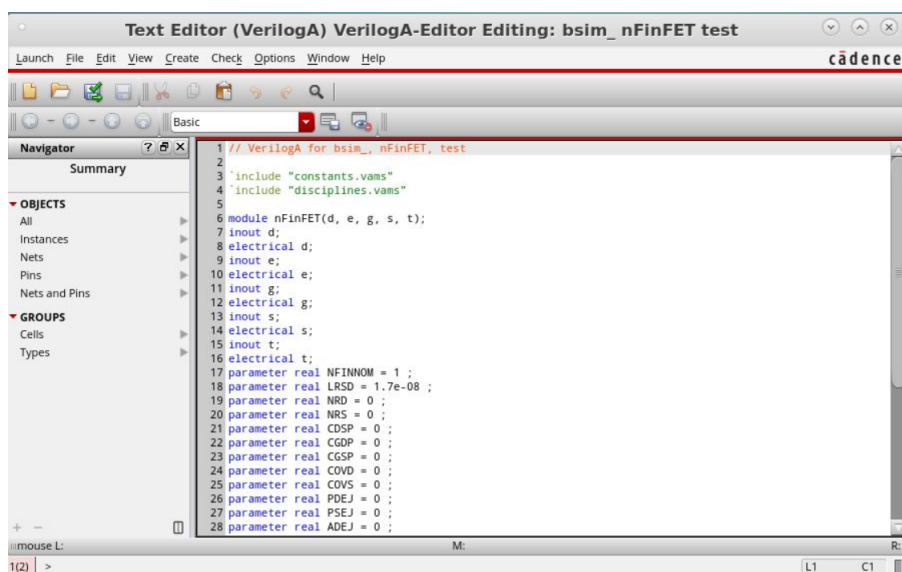 Text Editor (VerilogA) VerilogA-Editor Editing: bsim_ nFinFET test
Launch File Edit View Create Check Options Window Help
cādence
Basic
Navigator
Summary
OBJECTS
All
Instances
Nets
Pins
Nets and Pins
GROUPS
Cells
Types
1 // VerilogA for bsim_, nFinFET, test
2
3 `include "constants.vams"
4 `include "disciplines.vams"
5
6 module nFinFET(d, e, g, s, t);
7 inout d;
8 electrical d;
9 inout e;
10 electrical e;
11 inout g;
12 electrical g;
13 inout s;
14 electrical s;
15 inout t;
16 electrical t;
17 parameter real NFINNOM = 1 ;
18 parameter real LRSD = 1.7e-08 ;
19 parameter real NRD = 0 ;
20 parameter real NRS = 0 ;
21 parameter real CDSP = 0 ;
22 parameter real CGDP = 0 ;
23 parameter real CGSP = 0 ;
24 parameter real COVD = 0 ;
25 parameter real COVS = 0 ;
26 parameter real PDEJ = 0 ;
27 parameter real PSEJ = 0 ;
28 parameter real ADEJ = 0 ;
mouse L: M: R:
1(2) > L1 C1